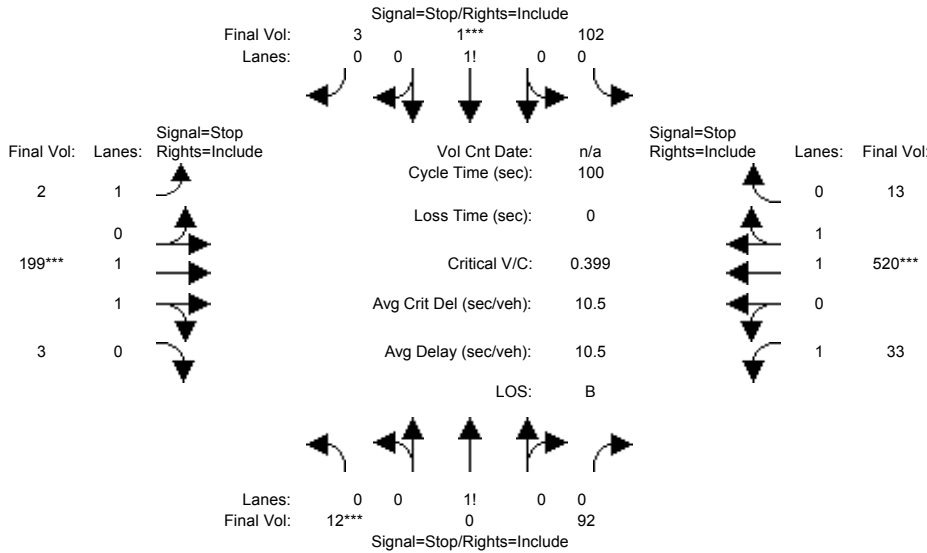 Signal=Stop/Rights=Include
Final Vol: 3 1*** 102
Lanes: 0 0 1! 0 0
Signal=Stop Signal=Stop
Final Vol: Lanes: Rights=Include Vol Cnt Date: n/a Rights=Include Lanes: Final Vol:
Cycle Time (sec): 100
2 1 0 13
Loss Time (sec): 0
0 1
199*** 1 Critical V/C: 0.399 1 520***
1 Avg Crit Del (sec/veh): 10.5 0
3 0 Avg Delay (sec/veh): 10.5 1 33
LOS: B
Lanes: 0 0 1! 0 0
Final Vol: 12*** 0 92
Signal=Stop/Rights=Include